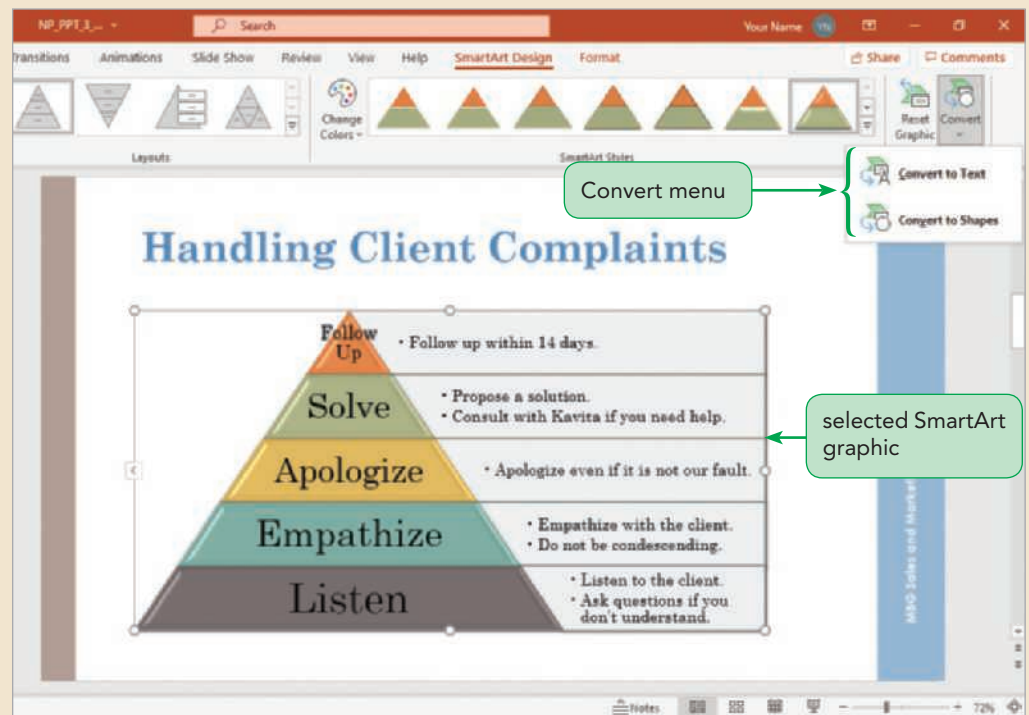 NP_PPT_3_...
Search
Your Name
YN
Transitions Animations Slide Show Review View Help SmartArt Design Format Share Comments
Change
Colors
Reset
Graphic
Convert
Layouts
SmartArt Styles
Convert to Text
Convert to Shapes
Convert menu
Handling Client Complaints
Follow
Up
• Follow up within 14 days.
Solve
• Propose a solution.
• Consult with Kavita if you need help.
selected SmartArt
graphic
Apologize
• Apologize even if it is not our fault.
Empathize
• Empathize with the client.
• Do not be condescending.
Listen
• Listen to the client.
• Ask questions if you
don't understand.
MBG Sales and
Notes
72%